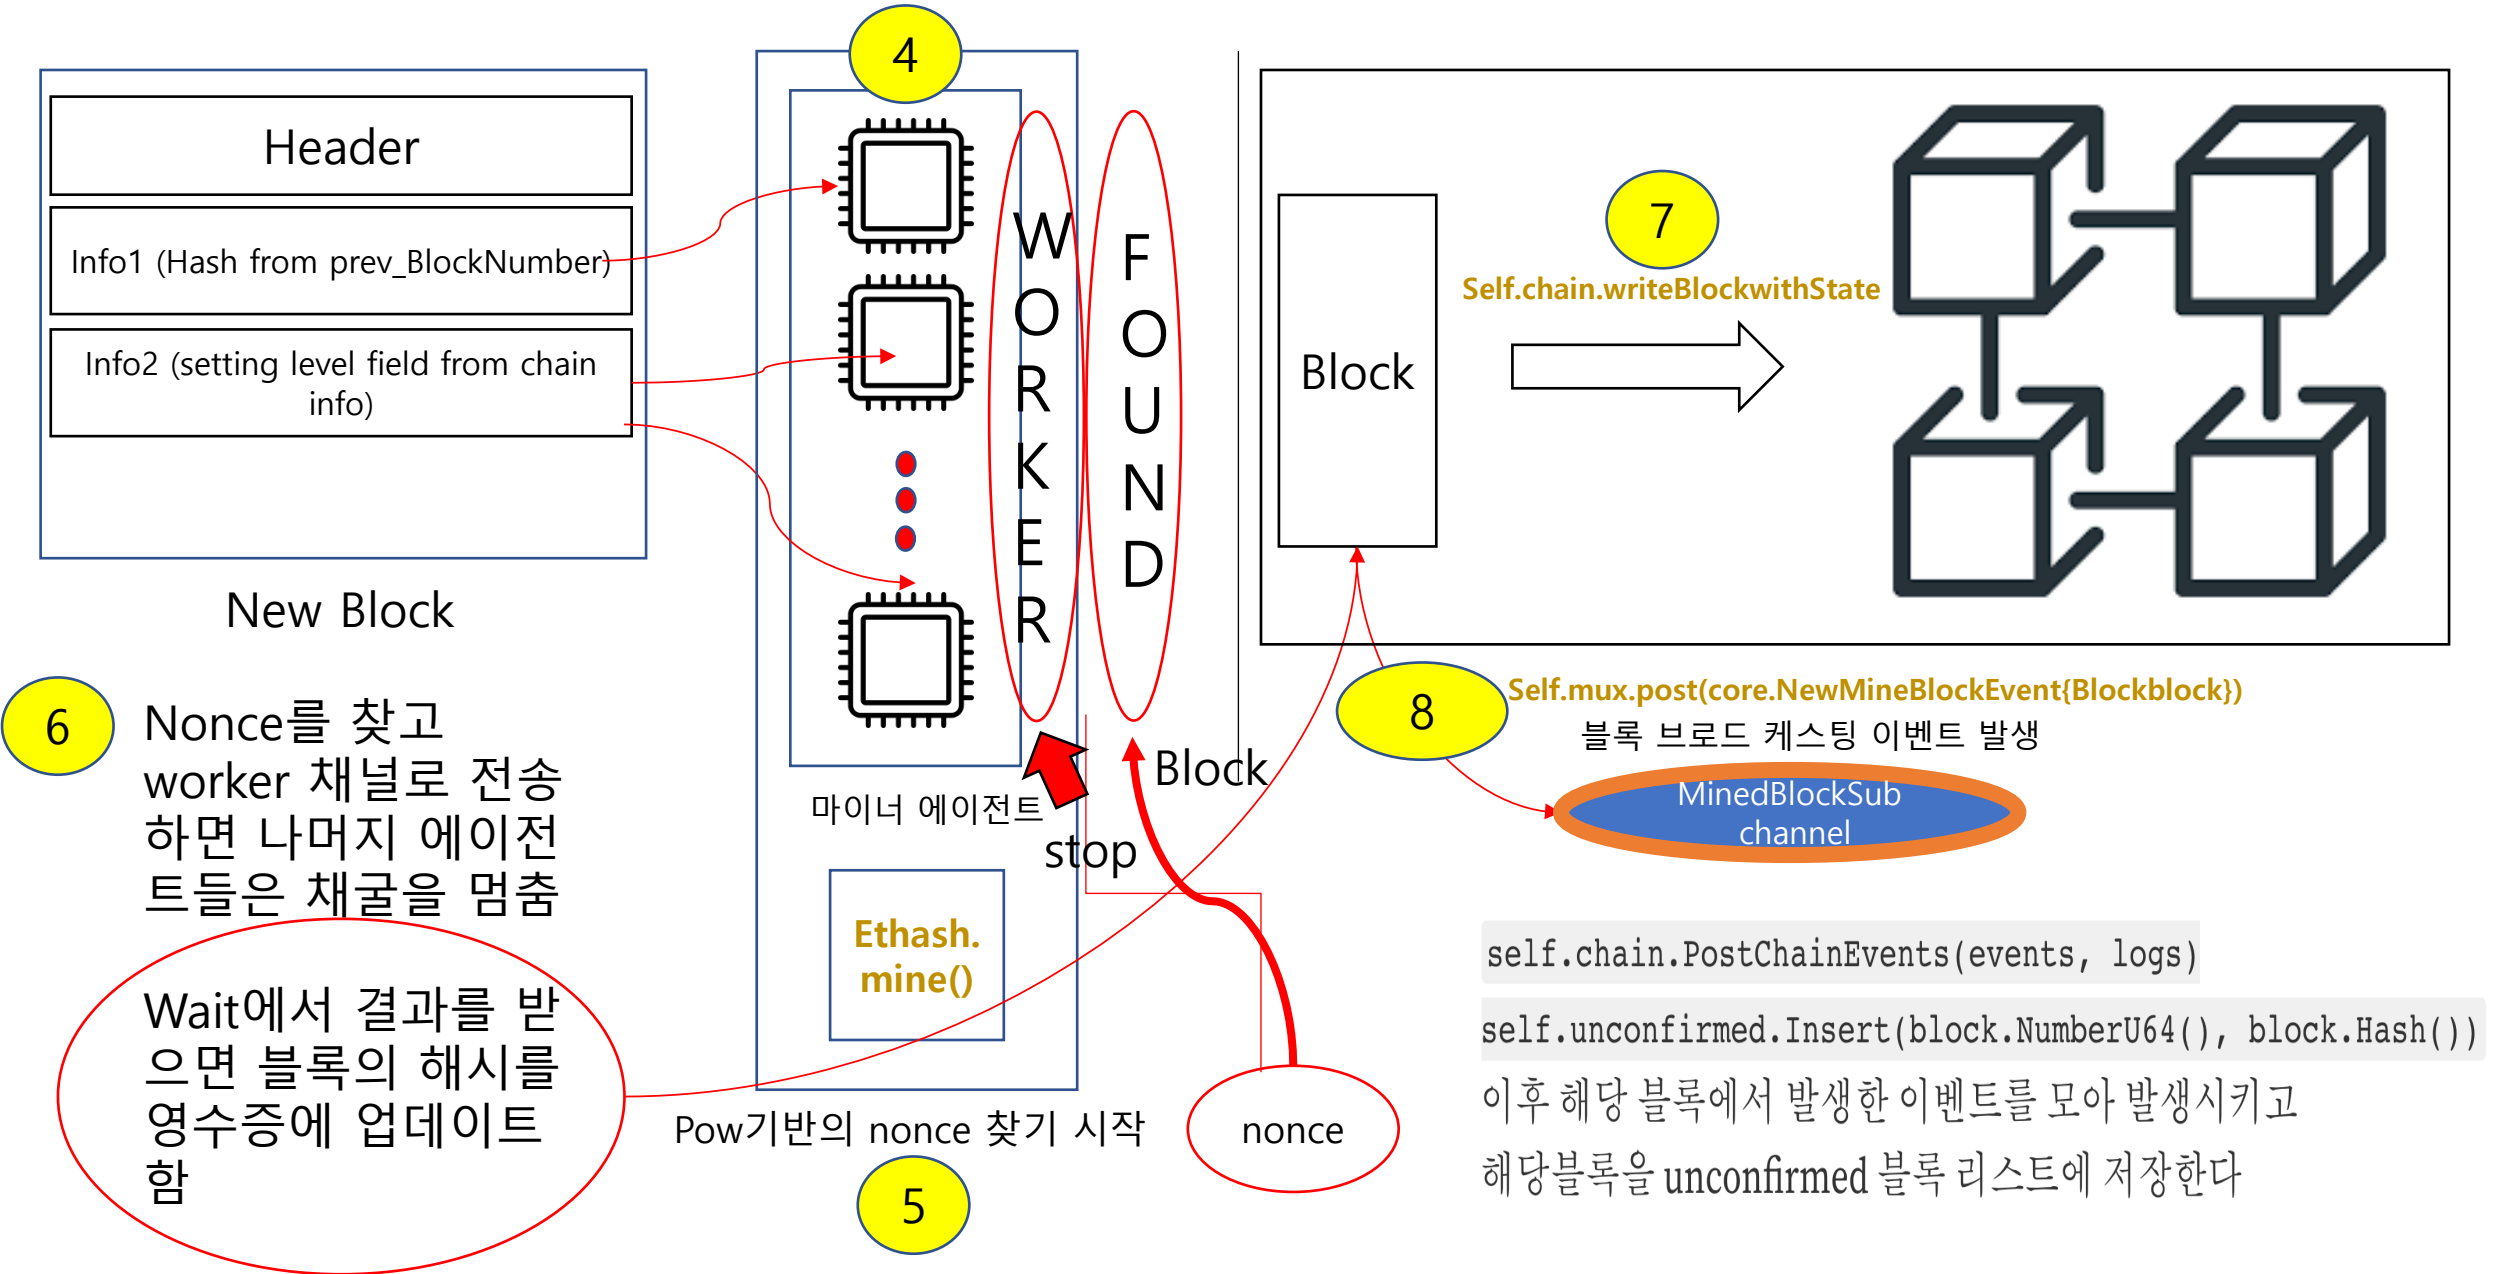 Header
Info1 (Hash from prev_BlockNumber)
Info2 (setting level field from chain
info)
New Block
4
WORKER
FOUND
마이너 에이전트
stop
Block
Ethash.
mine()
Pow기반의 nonce 찾기 시작
5
nonce
6
Nonce를 찾고
worker 채널로 전송
하면 나머지 에이전
트들은 채굴을 멈춤
Wait에서 결과를 받
으면 블록의 해시를
영수증에 업데이트
함
Block
7
Self.chain.writeBlockwithState
8
Self.mux.post(core.NewMineBlockEvent{Blockblock})
블록 브로드 케스팅 이벤트 발생
MinedBlockSub
channel
self.chain.PostChainEvents(events, logs)
self.unconfirmed.Insert(block.NumberU64(), block.Hash())
이후 해당 블록에서 발생한 이벤트를 모아 발생시키고
해당블록을 unconfirmed 블록 리스트에 저장한다